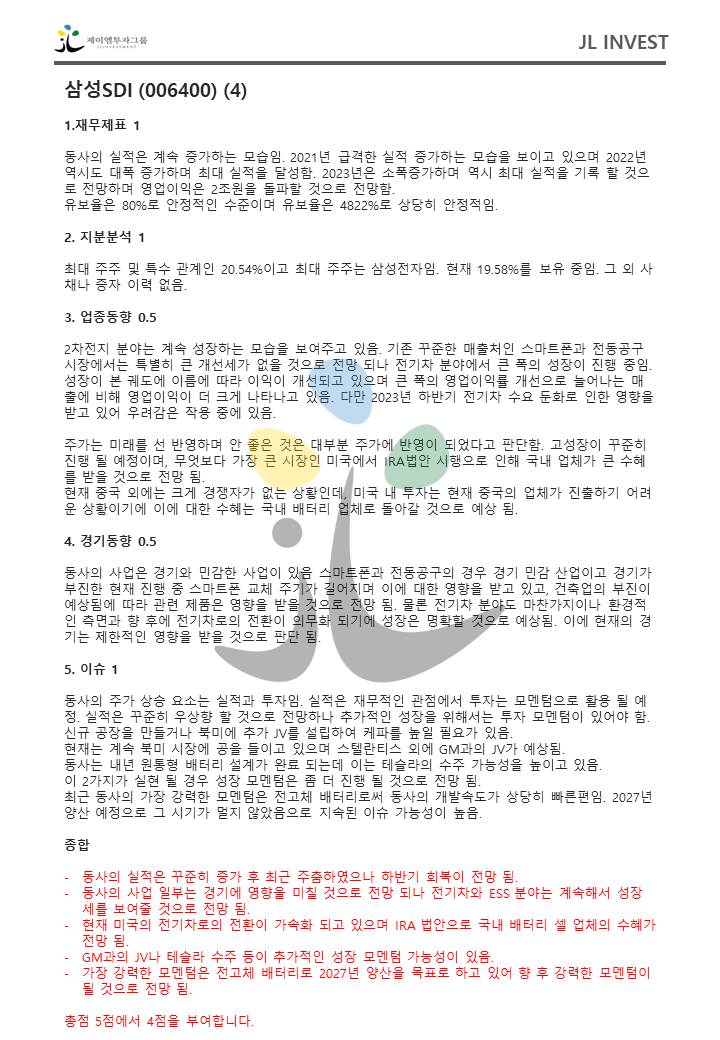 제이엘투자그룹
JL INVESTMENT
JL INVEST
삼성SDI (006400) (4)
1.재무제표 1
동사의 실적은 계속 증가하는 모습임. 2021년 급격한 실적 증가하는 모습을 보이고 있으며 2022년
역시도 대폭 증가하며 최대 실적을 달성함. 2023년은 소폭증가하며 역시 최대 실적을 기록 할 것으
로 전망하며 영업이익은 2조원을 돌파할 것으로 전망함.
유보율은 80%로 안정적인 수준이며 유보율은 4822%로 상당히 안정적임.
2. 지분분석 1
최대 주주 및 특수 관계인 20.54%이고 최대 주주는 삼성전자임. 현재 19.58%를 보유 중임. 그 외 사
채나 증자 이력 없음.
3. 업종동향 0.5
2차전지 분야는 계속 성장하는 모습을 보여주고 있음. 기존 꾸준한 매출처인 스마트폰과 전동공구
시장에서는 특별히 큰 개선세가 없을 것으로 전망 되나 전기차 분야에서 큰 폭의 성장이 진행 중임.
성장이 본 궤도에 이름에 따라 이익이 개선되고 있으며 큰 폭의 영업이익률 개선으로 늘어나는 매
출에 비해 영업이익이 더 크게 나타나고 있음. 다만 2023년 하반기 전기차 수요 둔화로 인한 영향을
받고 있어 우려감은 작용 중에 있음.
주가는 미래를 선 반영하며 안 좋은 것은 대부분 주가에 반영이 되었다고 판단함. 고성장이 꾸준히
진행 될 예정이며, 무엇보다 가장 큰 시장인 미국에서 IRA법안 시행으로 인해 국내 업체가 큰 수혜
를 받을 것으로 전망 됨.
현재 중국 외에는 크게 경쟁자가 없는 상황인데, 미국 내 투자는 현재 중국의 업체가 진출하기 어려
운 상황이기에 이에 대한 수혜는 국내 배터리 업체로 돌아갈 것으로 예상 됨.
4. 경기동향 0.5
동사의 사업은 경기와 민감한 사업이 있음 스마트폰과 전동공구의 경우 경기 민감 산업이고 경기가
부진한 현재 진행 중 스마트폰 교체 주기가 길어지며 이에 대한 영향을 받고 있고, 건축업의 부진이
예상됨에 따라 관련 제품은 영향을 받을 것으로 전망 됨. 물론 전기차 분야도 마찬가지이나 환경적
인 측면과 향 후에 전기차로의 전환이 의무화 되기에 성장은 명확할 것으로 예상됨. 이에 현재의 경
기는 제한적인 영향을 받을 것으로 판단 됨.
5. 이슈 1
동사의 주가 상승 요소는 실적과 투자임. 실적은 재무적인 관점에서 투자는 모멘텀으로 활용 될 예
정. 실적은 꾸준히 우상향 할 것으로 전망하나 추가적인 성장을 위해서는 투자 모멘텀이 있어야 함.
신규 공장을 만들거나 북미에 추가 JV를 설립하여 케파를 높일 필요가 있음.
현재는 계속 북미 시장에 공을 들이고 있으며 스텔란티스 외에 GM과의 JV가 예상됨.
동사는 내년 원통형 배터리 설계가 완료 되는데 이는 테슬라의 수주 가능성을 높이고 있음.
이 2가지가 실현 될 경우 성장 모멘텀은 좀 더 진행 될 것으로 전망 됨.
최근 동사의 가장 강력한 모멘텀은 전고체 배터리로써 동사의 개발속도가 상당히 빠른편임. 2027년
양산 예정으로 그 시기가 멀지 않았음으로 지속된 이슈 가능성이 높음.
종합
- 동사의 실적은 꾸준히 증가 후 최근 주춤하였으나 하반기 회복이 전망 됨.
- 동사의 사업 일부는 경기에 영향을 미칠 것으로 전망 되나 전기차와 ESS 분야는 계속해서 성장
세를 보여줄 것으로 전망 됨.
- 현재 미국의 전기차로의 전환이 가속화 되고 있으며 IRA 법안으로 국내 배터리 셀 업체의 수혜가
전망 됨.
- GM과의 JV나 테슬라 수주 등이 추가적인 성장 모멘텀 가능성이 있음.
- 가장 강력한 모멘텀은 전고체 배터리로 2027년 양산을 목표로 하고 있어 향 후 강력한 모멘텀이
될 것으로 전망 됨.
총점 5점에서 4점을 부여합니다.